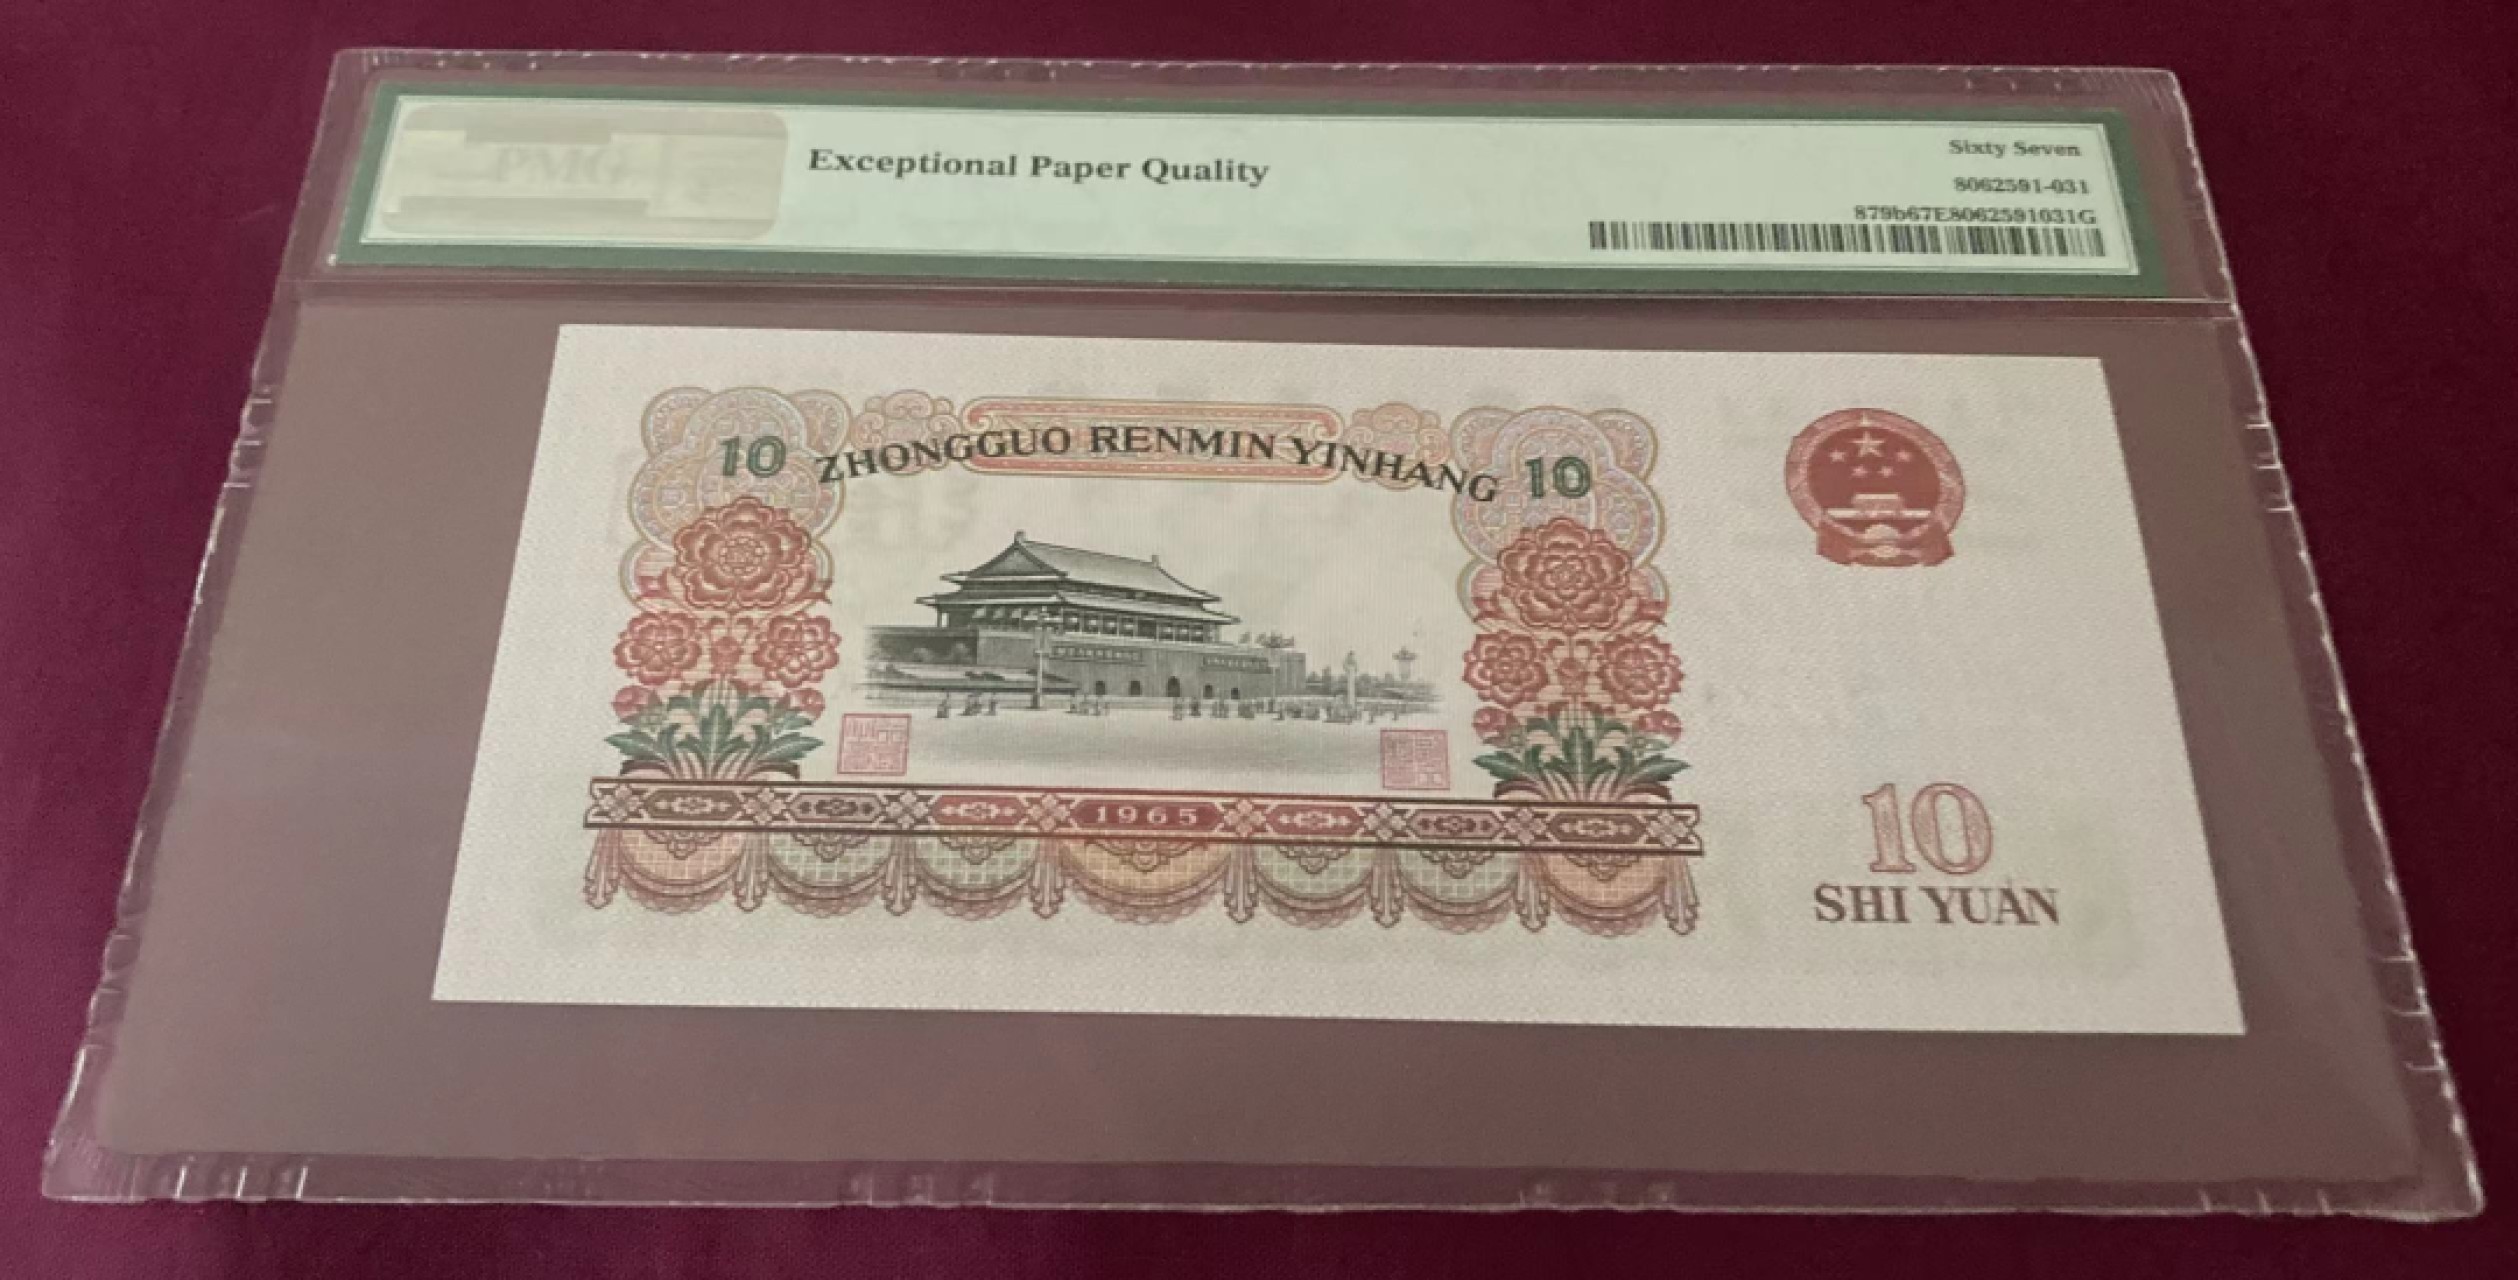 PMG
Exceptional Paper Quality
Sixty Seven
8062591-031
879b67E8062591031G
10 ZHONGGUO RENMIN YINHANG 10
1965
10
SHI YUAN